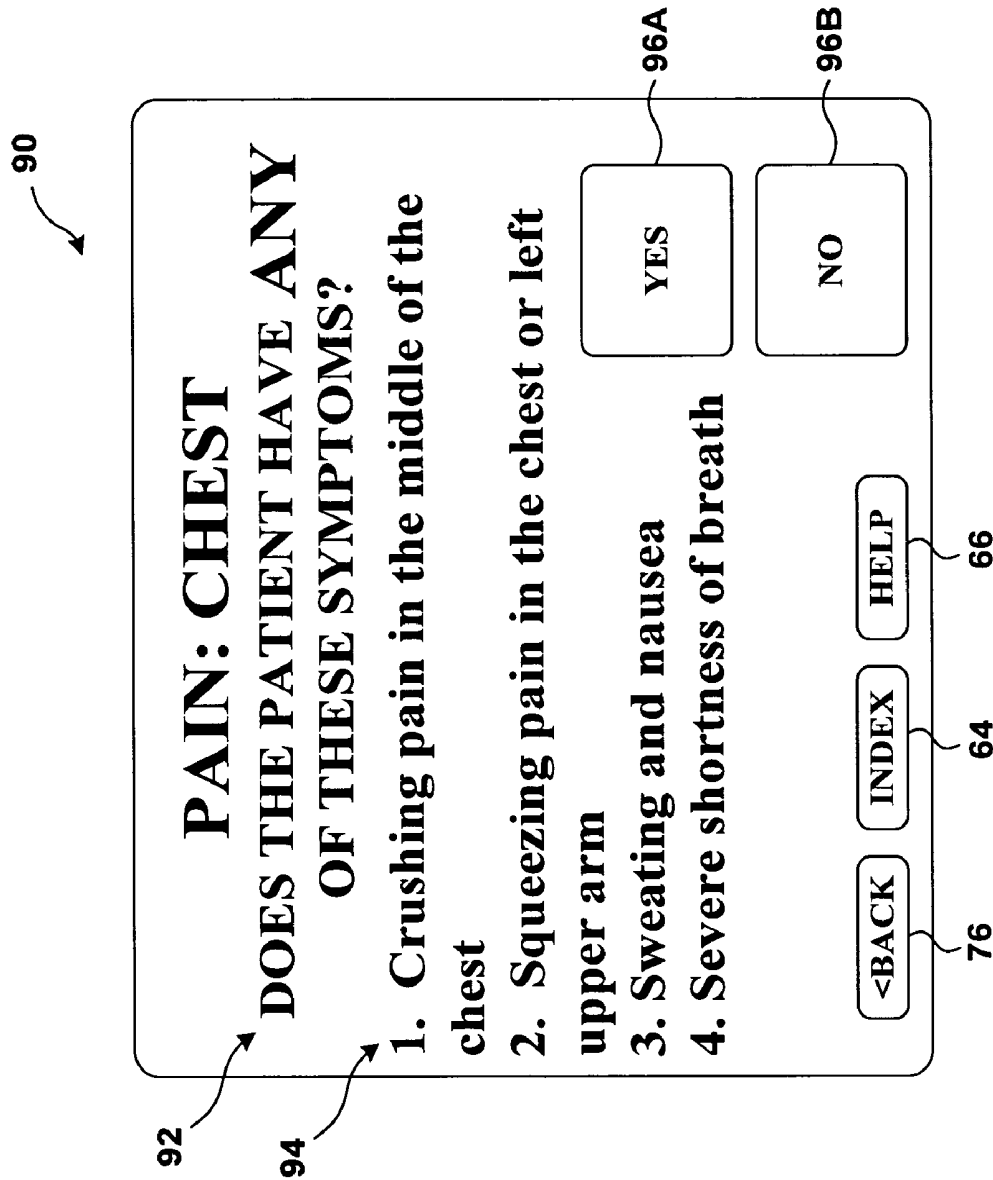 90
PAIN: CHEST
92
DOES THE PATIENT HAVE ANY
OF THESE SYMPTOMS?
94
1. Crushing pain in the middle of the
chest
2. Squeezing pain in the chest or left
upper arm
3. Sweating and nausea
4. Severe shortness of breath
YES
96A
NO
96B
<BACK
INDEX
HELP
76
64
66